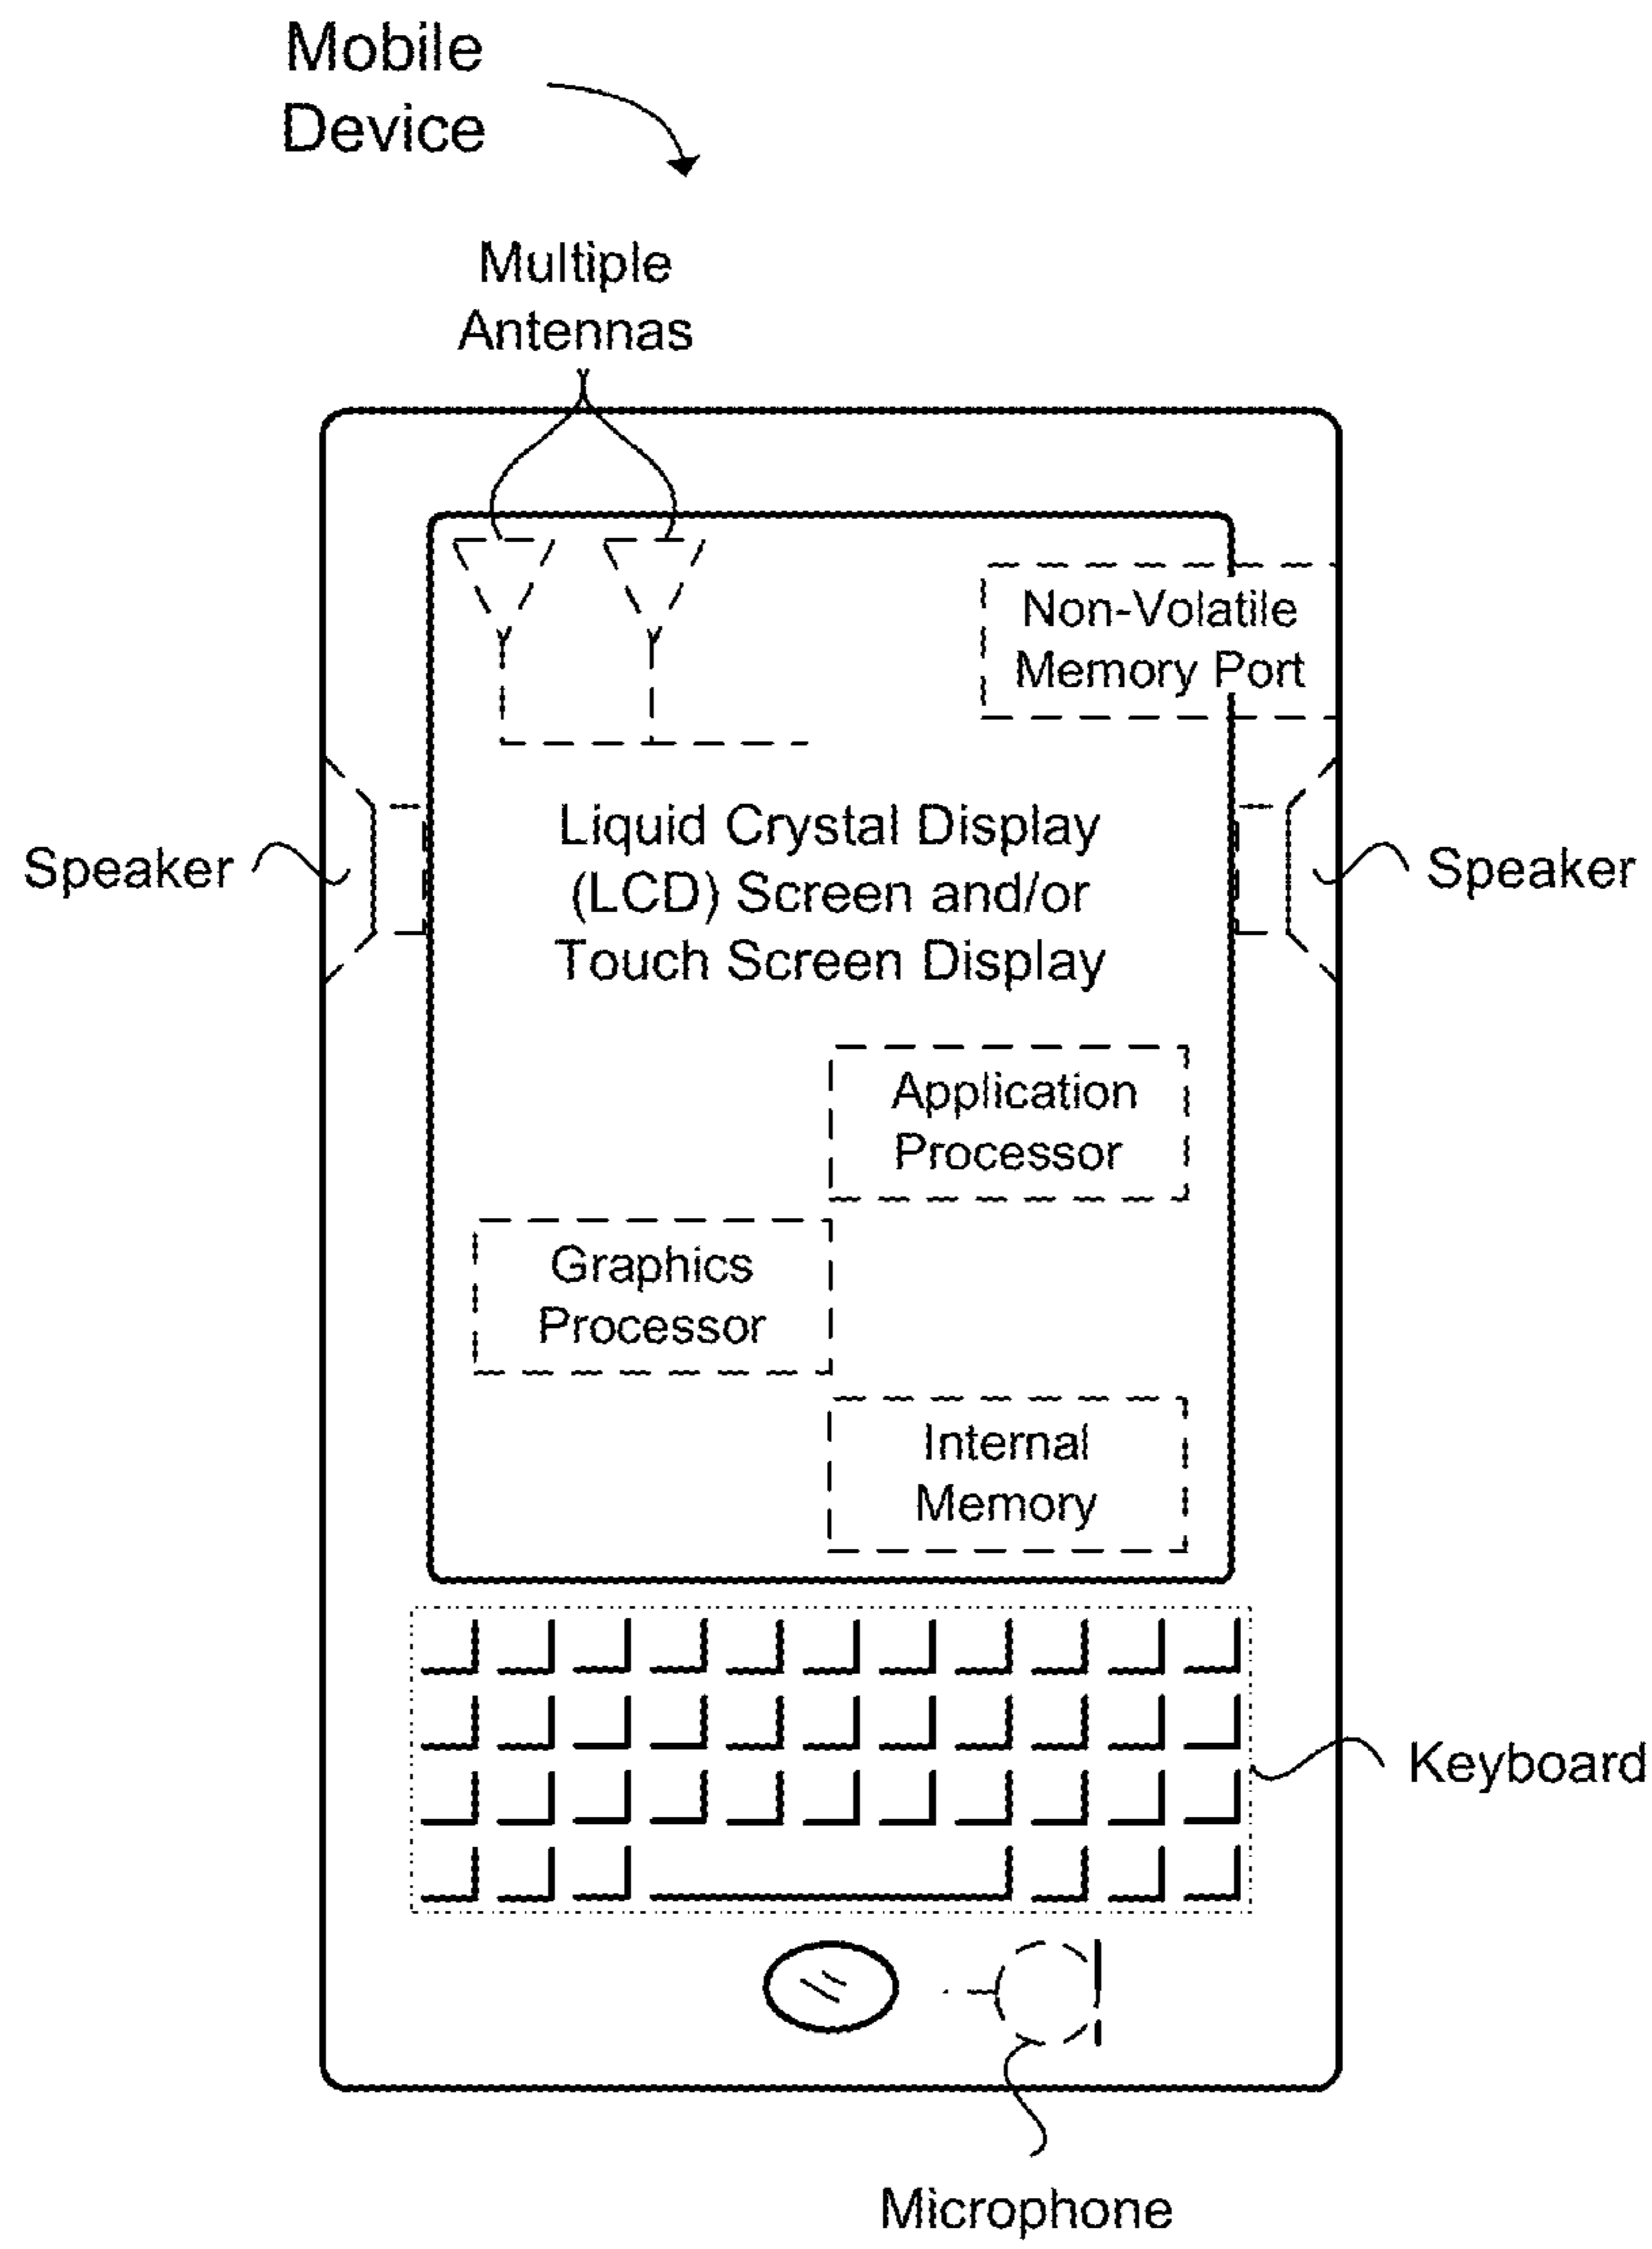 Mobile
Device
Multiple
Antennas
Non-Volatile
Memory Port
Speaker
Liquid Crystal Display
(LCD) Screen and/or
Touch Screen Display
Speaker
Application
Processor
Graphics
Processor
Internal
Memory
Keyboard
Microphone